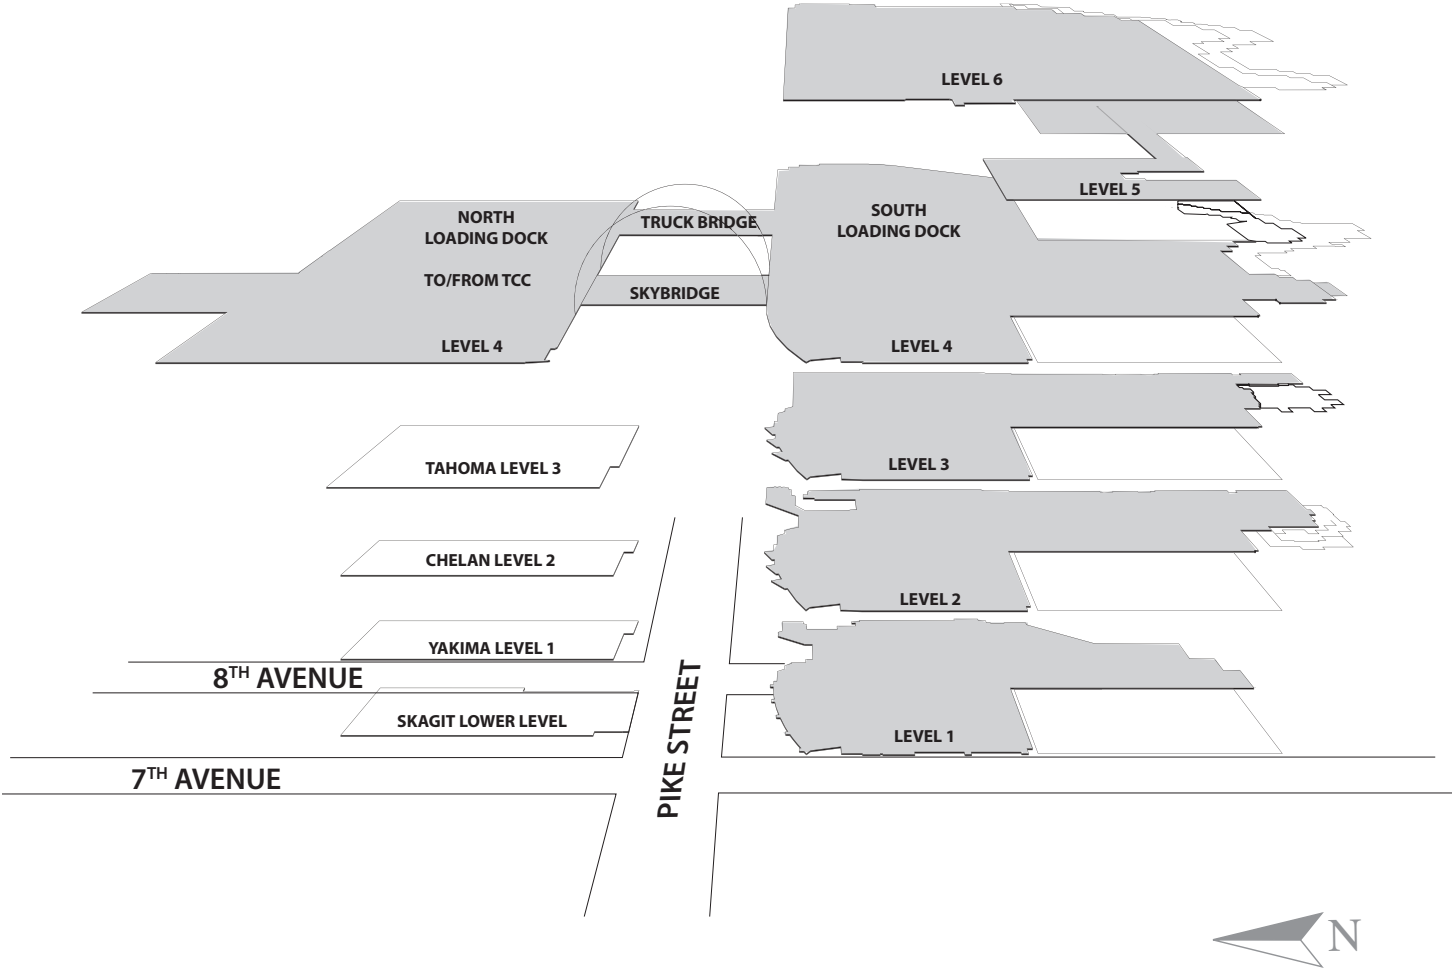 LEVEL 6
LEVEL 5
NORTH
LOADING DOCK
TO/FROM TCC
LEVEL 4
TRUCK BRIDGE
SKYBRIDGE
SOUTH
LOADING DOCK
LEVEL 4
TAHOMA LEVEL 3
LEVEL 3
CHELAN LEVEL 2
LEVEL 2
YAKIMA LEVEL 1
8TH AVENUE
SKAGIT LOWER LEVEL
LEVEL 1
7TH AVENUE
PIKE STREET
N